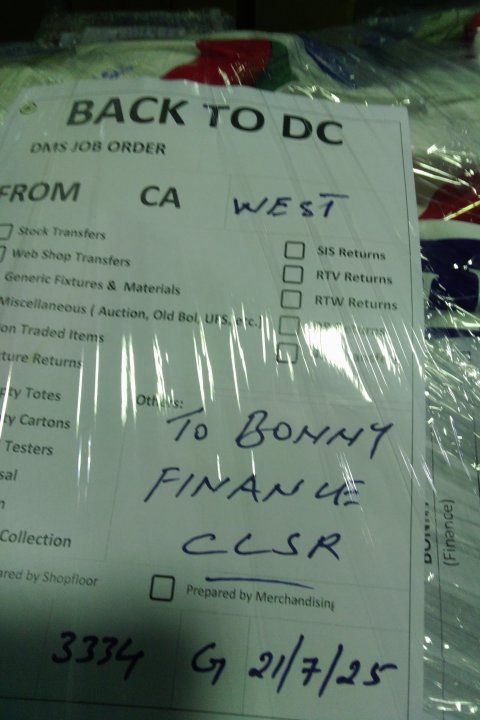 BACK TO DC
DMS JOB ORDER
FROM CA WEST
Stock Transfers
SIS Returns
Web Shop Transfers
RTV Returns
Generic Fixtures & Materials
RTW Returns
Miscellaneous ( Auction, Old Bol, UPS, etc.)
on Traded Items
ture Returns
ty Totes
Others:
ty Cartons
To BONNY
Testers
sal
FINANCE
n
Collection
CLSR
ared by Shopfloor
Prepared by Merchandising
3334 G 21/7/25
(Finance)